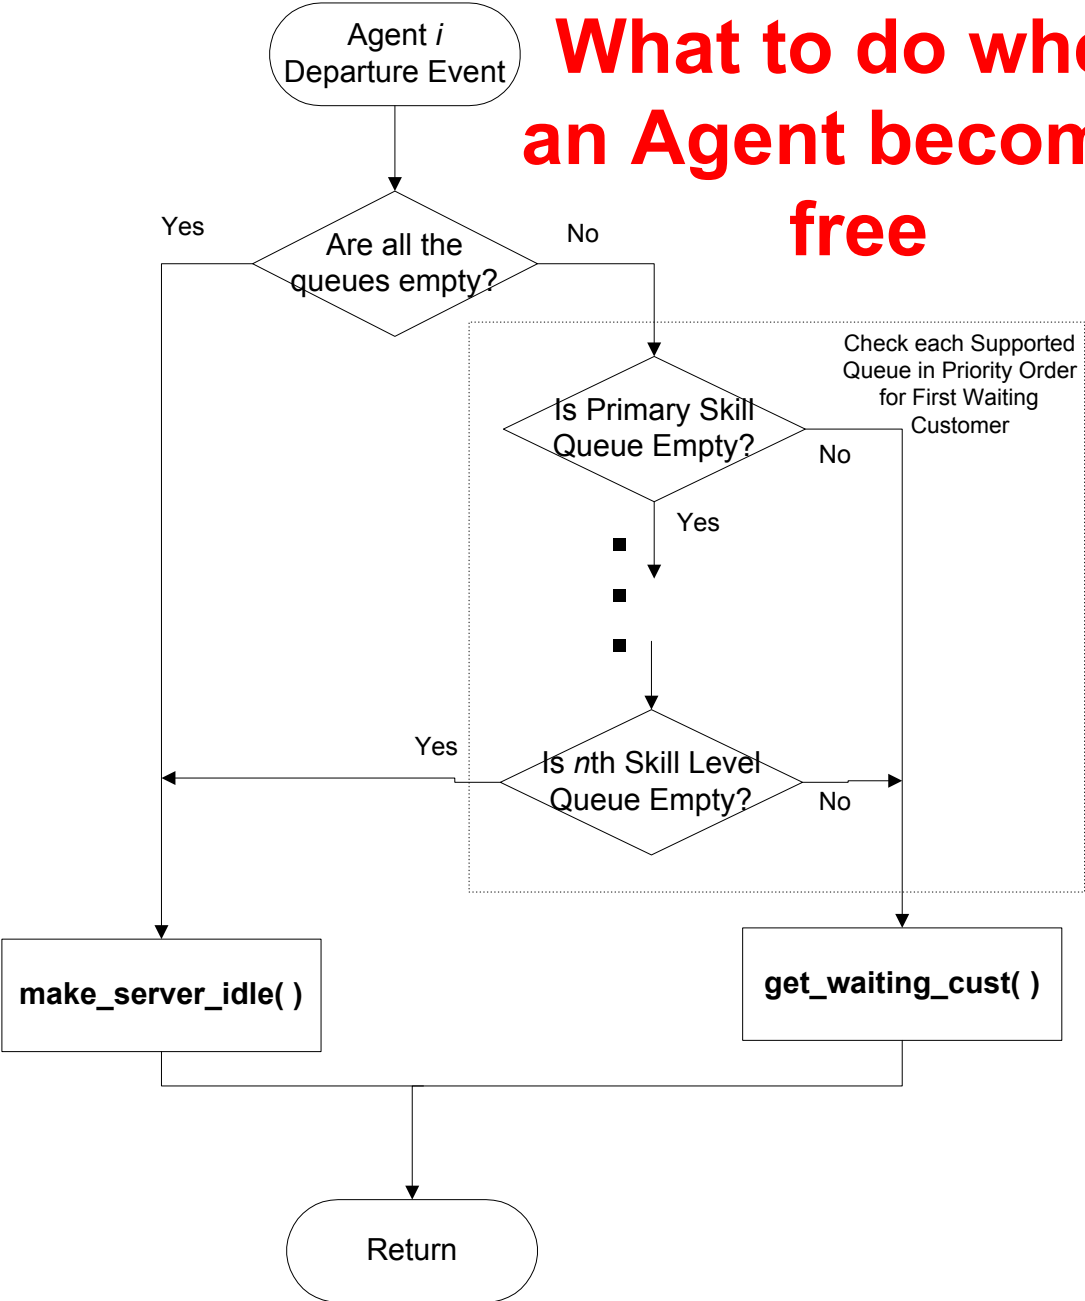 Agent i
Departure Event
What to do whe
an Agent becom
free
Yes
Are all the
queues empty?
No
Check each Supported
Queue in Priority Order
for First Waiting
Customer
Is Primary Skill
Queue Empty?
No
Yes
Yes
Is nth Skill Level
Queue Empty?
No
make_server_idle( )
get_waiting_cust( )
Return